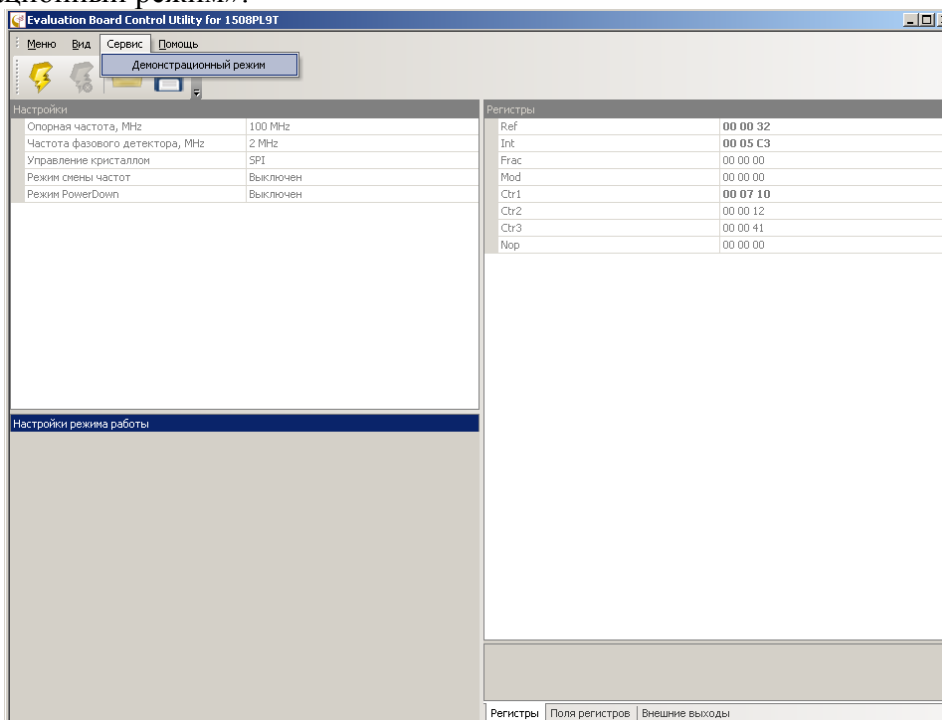 ационный режим».
Evaluation Board Control Utility for 1508PL9T
Меню Вид Сервис Помощь
Демонстрационный режим
Настройки
Опорная частота, MHz 100 MHz
Частота фазового детектора, MHz 2 MHz
Управление кристаллом SPI
Режим смены частот Выключен
Режим PowerDown Выключен
Регистры
Ref 00 00 32
Int 00 05 C3
Frac 00 00 00
Mod 00 00 00
Ctr1 00 07 10
Ctr2 00 00 12
Ctr3 00 00 41
Nop 00 00 00
Настройки режима работы
Регистры Поля регистров Внешние выходы